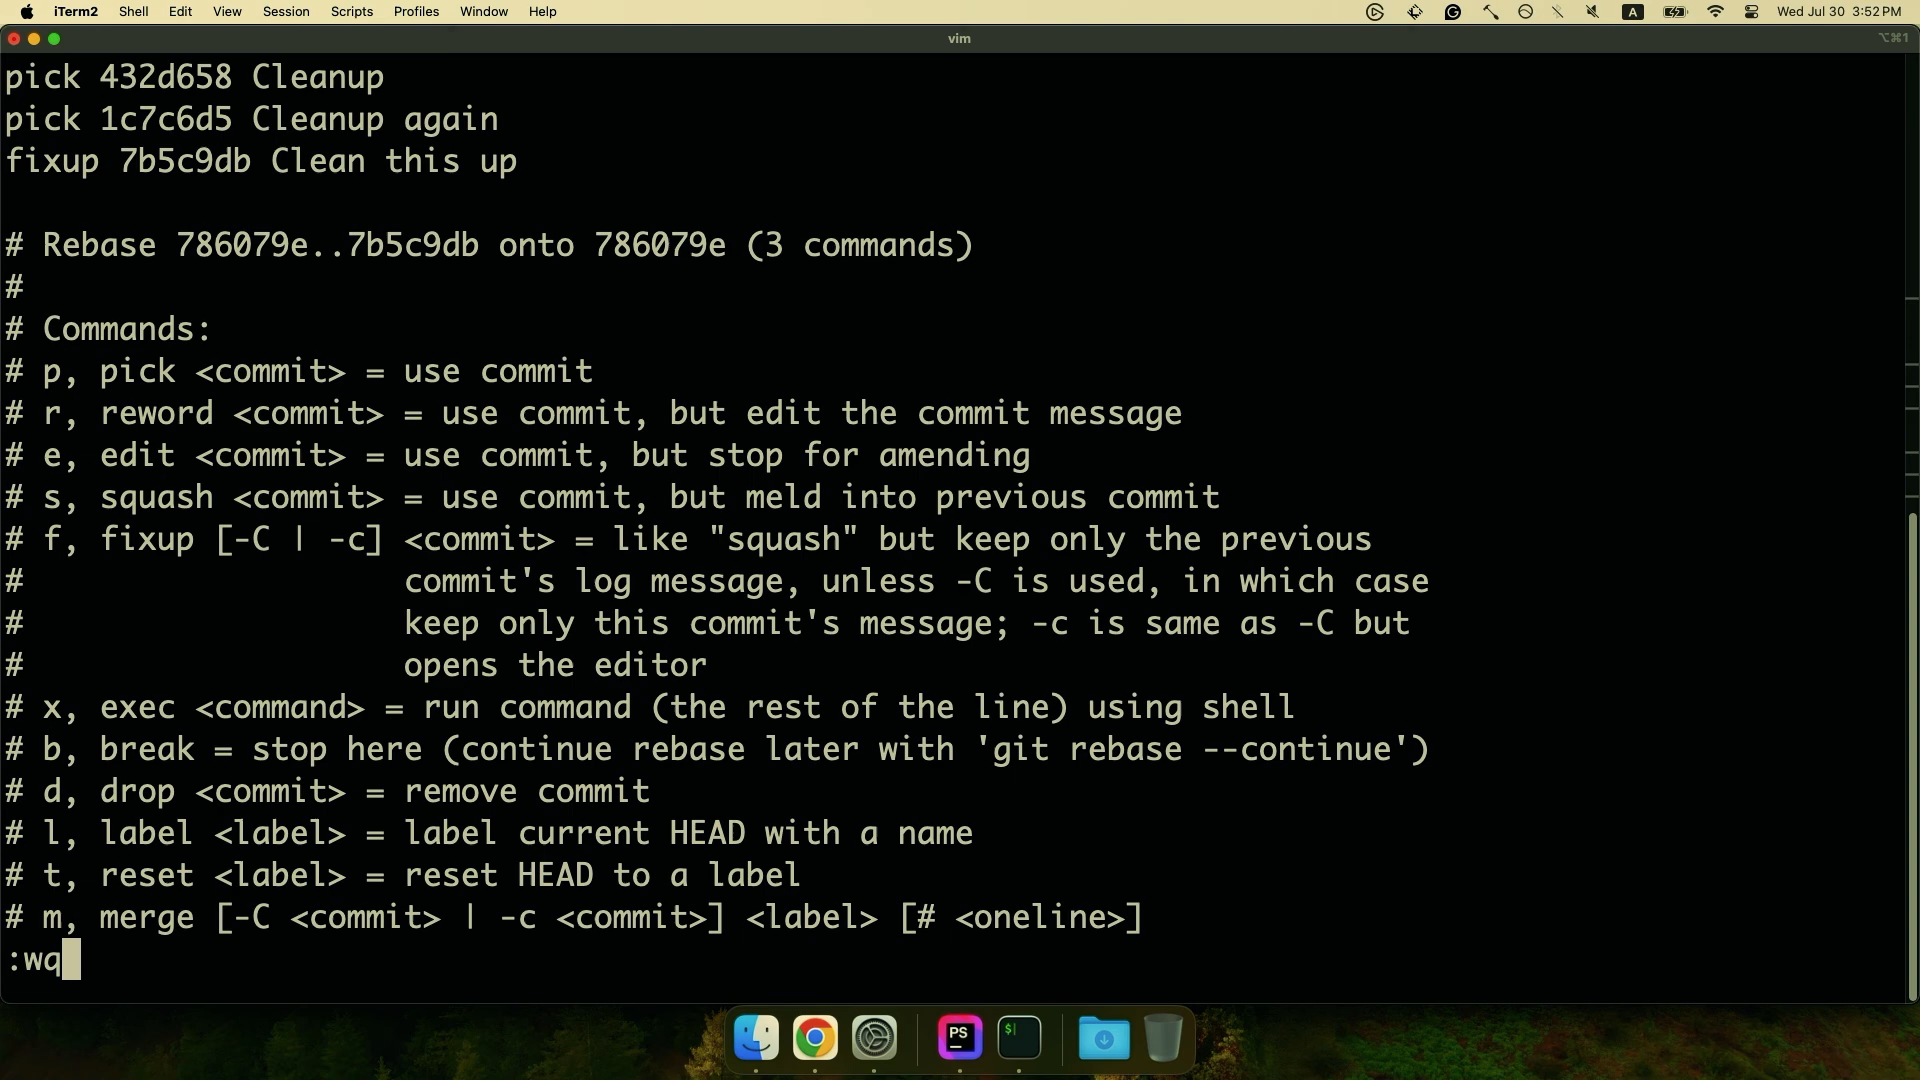 iTerm2 Shell Edit View Session Scripts Profiles Window Help A Wed Jul 30 3:52 PM
vim ⌥⌘1
pick 432d658 Cleanup
pick 1c7c6d5 Cleanup again
fixup 7b5c9db Clean this up
# Rebase 786079e..7b5c9db onto 786079e (3 commands)
#
# Commands:
# p, pick <commit> = use commit
# r, reword <commit> = use commit, but edit the commit message
# e, edit <commit> = use commit, but stop for amending
# s, squash <commit> = use commit, but meld into previous commit
# f, fixup [-C | -c] <commit> = like "squash" but keep only the previous
# commit's log message, unless -C is used, in which case
# keep only this commit's message; -c is same as -C but
# opens the editor
# x, exec <command> = run command (the rest of the line) using shell
# b, break = stop here (continue rebase later with 'git rebase --continue')
# d, drop <commit> = remove commit
# l, label <label> = label current HEAD with a name
# t, reset <label> = reset HEAD to a label
# m, merge [-C <commit> | -c <commit>] <label> [# <oneline>]
:wq
PS $